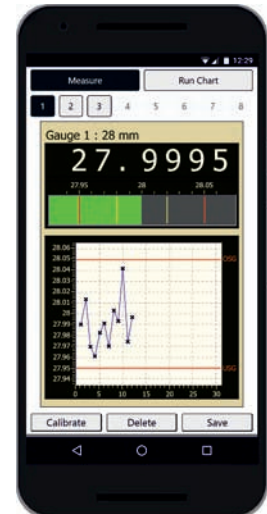 12:29
Measure Run Chart
1 2 3 4 5 6 7 8
Gauge 1 : 28 mm
27.9995
27.95 28 28.05
28.06
28.05 OSG
28.04
28.03
28.02
28.01
28
27.99
27.98
27.97
27.96
27.95 USG
27.94
0 5 10 15 20 25 30
Calibrate Delete Save